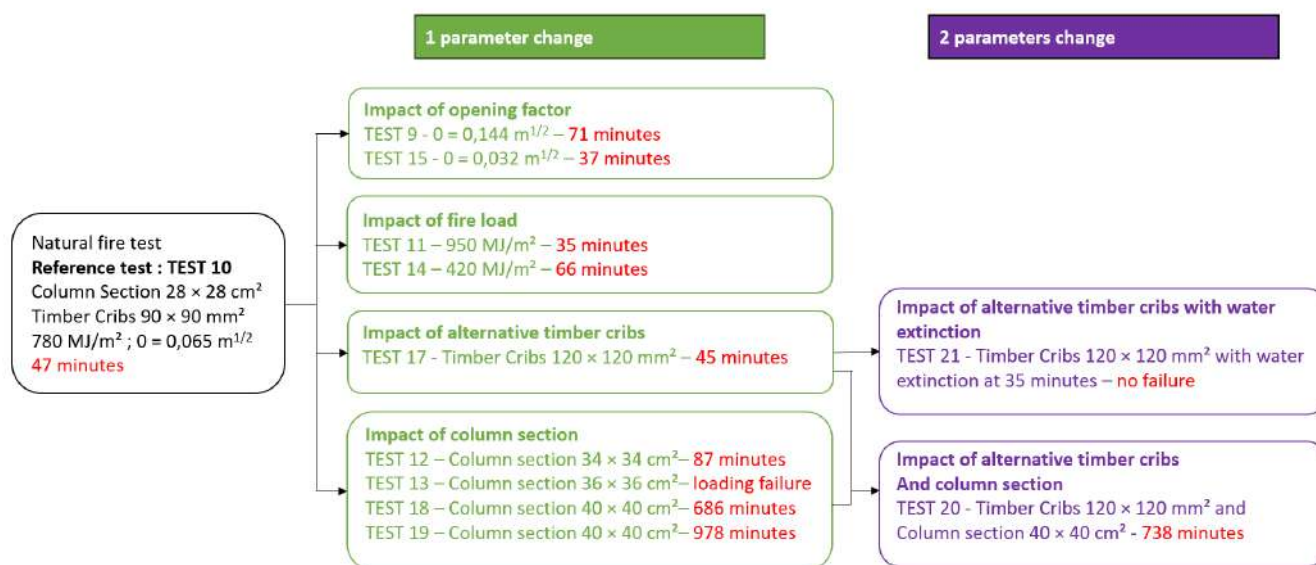 1 parameter change
2 parameters change
Natural fire test
Reference test : TEST 10
Column Section 28 × 28 cm²
Timber Cribs 90 × 90 mm²
780 MJ/m² ; 0 = 0,065 m¹ᐟ²
47 minutes
Impact of opening factor
TEST 9 - 0 = 0,144 m¹ᐟ² – 71 minutes
TEST 15 - 0 = 0,032 m¹ᐟ² – 37 minutes
Impact of fire load
TEST 11 – 950 MJ/m² – 35 minutes
TEST 14 – 420 MJ/m² – 66 minutes
Impact of alternative timber cribs
TEST 17 - Timber Cribs 120 × 120 mm² – 45 minutes
Impact of column section
TEST 12 – Column section 34 × 34 cm²– 87 minutes
TEST 13 – Column section 36 × 36 cm²– loading failure
TEST 18 – Column section 40 × 40 cm²– 686 minutes
TEST 19 – Column section 40 × 40 cm²– 978 minutes
Impact of alternative timber cribs with water
extinction
TEST 21 - Timber Cribs 120 × 120 mm² with water
extinction at 35 minutes – no failure
Impact of alternative timber cribs
And column section
TEST 20 - Timber Cribs 120 × 120 mm² and
Column section 40 × 40 cm² - 738 minutes